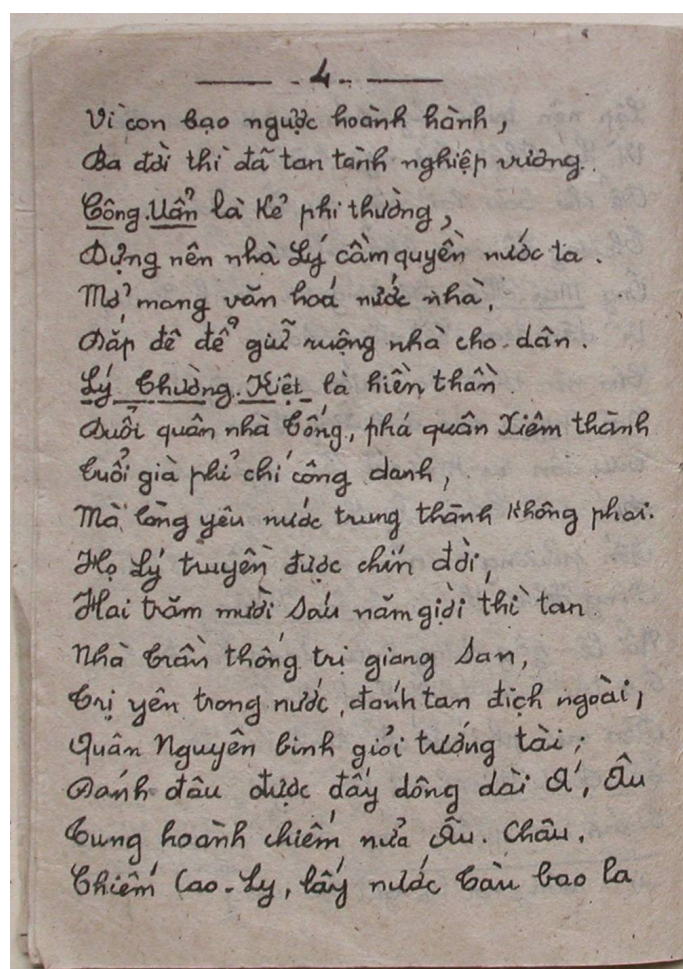 4
Vì con bạo ngược hoành hành,
Ba đời thì đã tan tành nghiệp vương.
Công.Uẩn là kẻ phi thường,
Dựng nên nhà Lý cầm quyền nước ta.
Mở mang văn hoá nước nhà,
Đắp đê để giữ ruộng nhà cho dân.
Lý Thường.Kiệt là hiền thần
Đuổi quân nhà Tống, phá quân Xiêm thành
Tuổi già phỉ chí công danh,
Mà lòng yêu nước trung thành không phai.
Họ Lý truyền được chín đời,
Hai trăm mười sáu năm giời thì tan
Nhà Trần thống trị giang san,
Trị yên trong nước, đánh tan địch ngoài,
Quân Nguyên binh giỏi tướng tài;
Đánh đâu được đấy dông dài Á, Âu
Tung hoành chiếm nửa Âu.Châu,
Chiếm Cao-Ly, lấy nước Tàu bao la